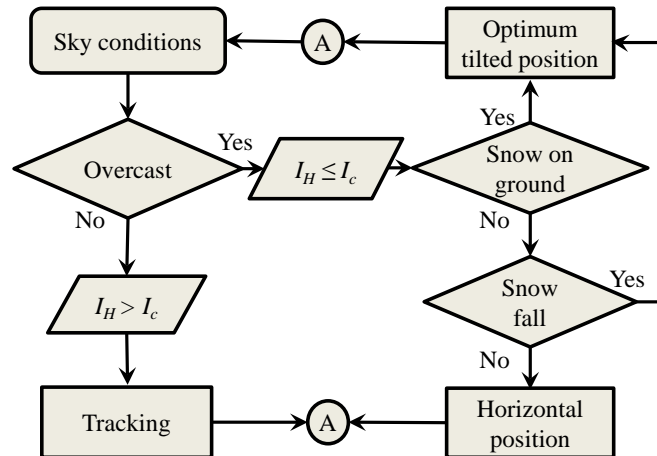 Sky conditions
A
Optimum
tilted position
Yes
Yes
Overcast
I_H ≤ I_c
Snow on
ground
No
No
I_H > I_c
Snow
fall
Yes
No
Tracking
A
Horizontal
position